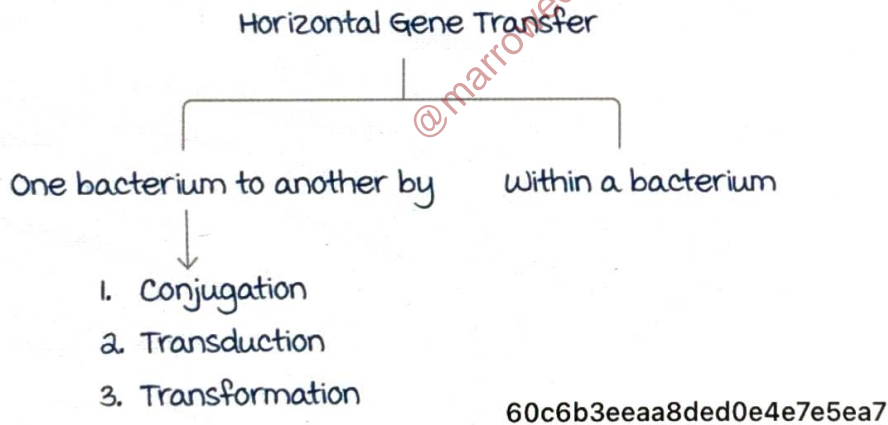 Horizontal Gene Transfer
One bacterium to another by
Within a bacterium
1. Conjugation
2. Transduction
3. Transformation
60c6b3eeaa8ded0e4e7e5ea7